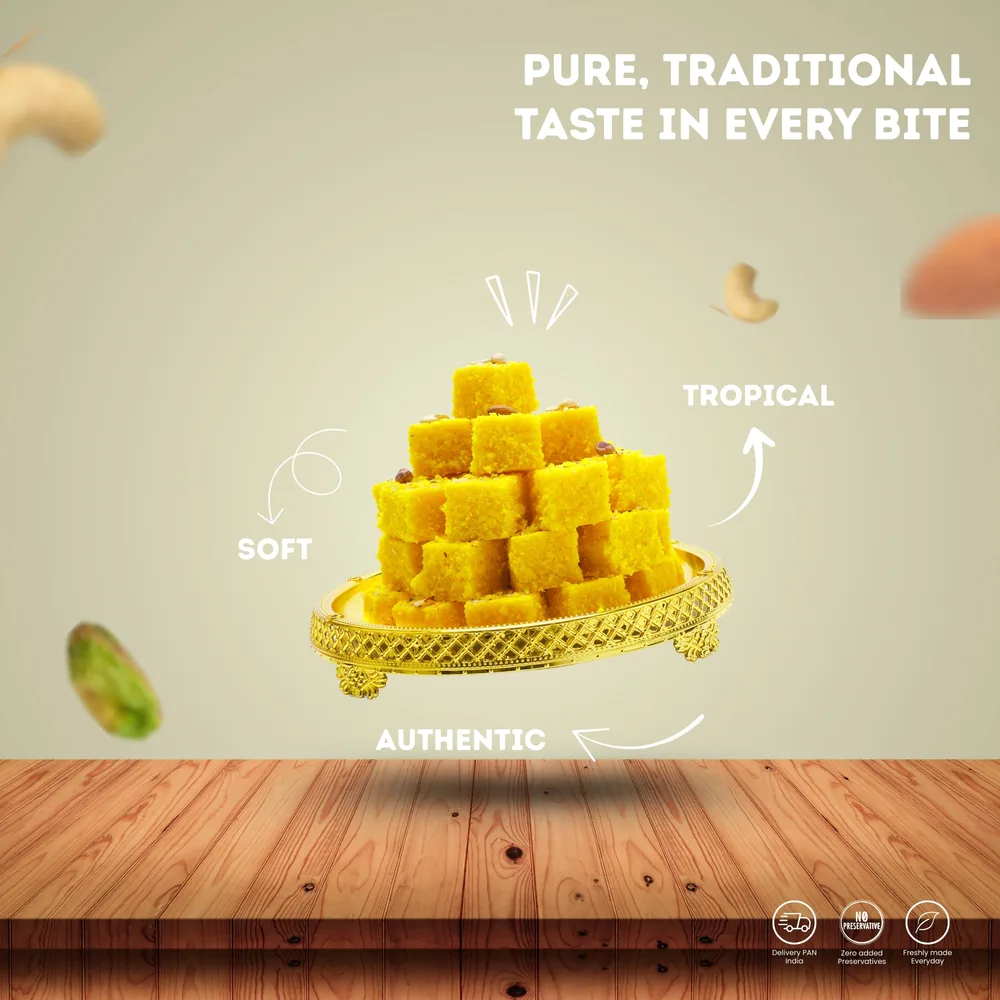 PURE, TRADITIONAL
TASTE IN EVERY BITE
TROPICAL
SOFT
AUTHENTIC
NO
PRESERVATIVE
Delivery PAN
India
Zero added
Preservatives
Freshly made
Everyday